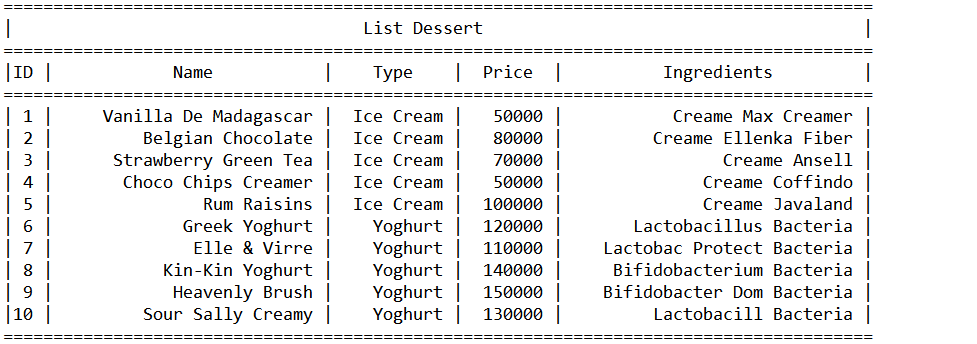 =======================================================================================
|                                   List Dessert                                      |
=======================================================================================
|ID |            Name           |    Type    |  Price  |          Ingredients         |
=======================================================================================
| 1 |     Vanilla De Madagascar |  Ice Cream |   50000 |           Creame Max Creamer |
| 2 |         Belgian Chocolate |  Ice Cream |   80000 |         Creame Ellenka Fiber |
| 3 |      Strawberry Green Tea |  Ice Cream |   70000 |                Creame Ansell |
| 4 |       Choco Chips Creamer |  Ice Cream |   50000 |              Creame Coffindo |
| 5 |               Rum Raisins |  Ice Cream |  100000 |              Creame Javaland |
| 6 |             Greek Yoghurt |    Yoghurt |  120000 |       Lactobacillus Bacteria |
| 7 |              Elle & Virre |    Yoghurt |  110000 |    Lactobac Protect Bacteria |
| 8 |           Kin-Kin Yoghurt |    Yoghurt |  140000 |     Bifidobacterium Bacteria |
| 9 |            Heavenly Brush |    Yoghurt |  150000 |    Bifidobacter Dom Bacteria |
|10 |         Sour Sally Creamy |    Yoghurt |  130000 |         Lactobacill Bacteria |
=======================================================================================